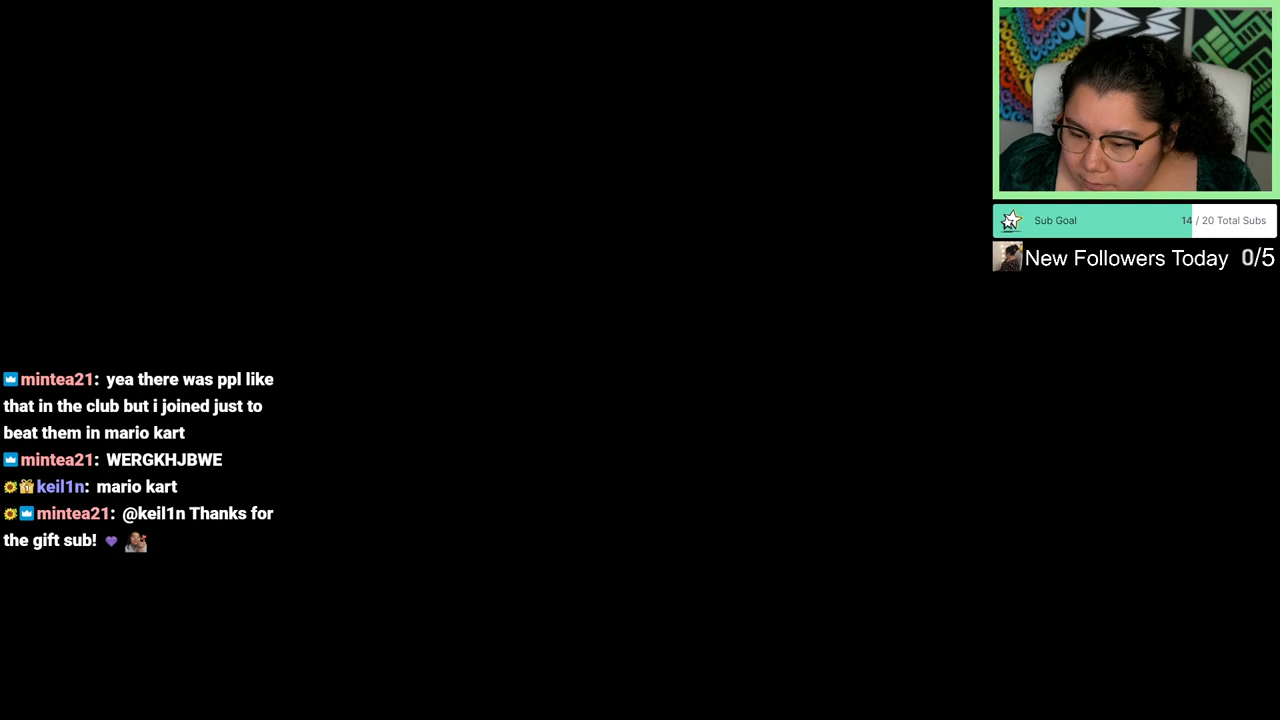 Sub Goal 14 / 20 Total Subs
New Followers Today 0/5
mintea21: yea there was ppl like
that in the club but i joined just to
beat them in mario kart
mintea21: WERGKHJBWE
keil1n: mario kart
mintea21: @keil1n Thanks for
the gift sub!